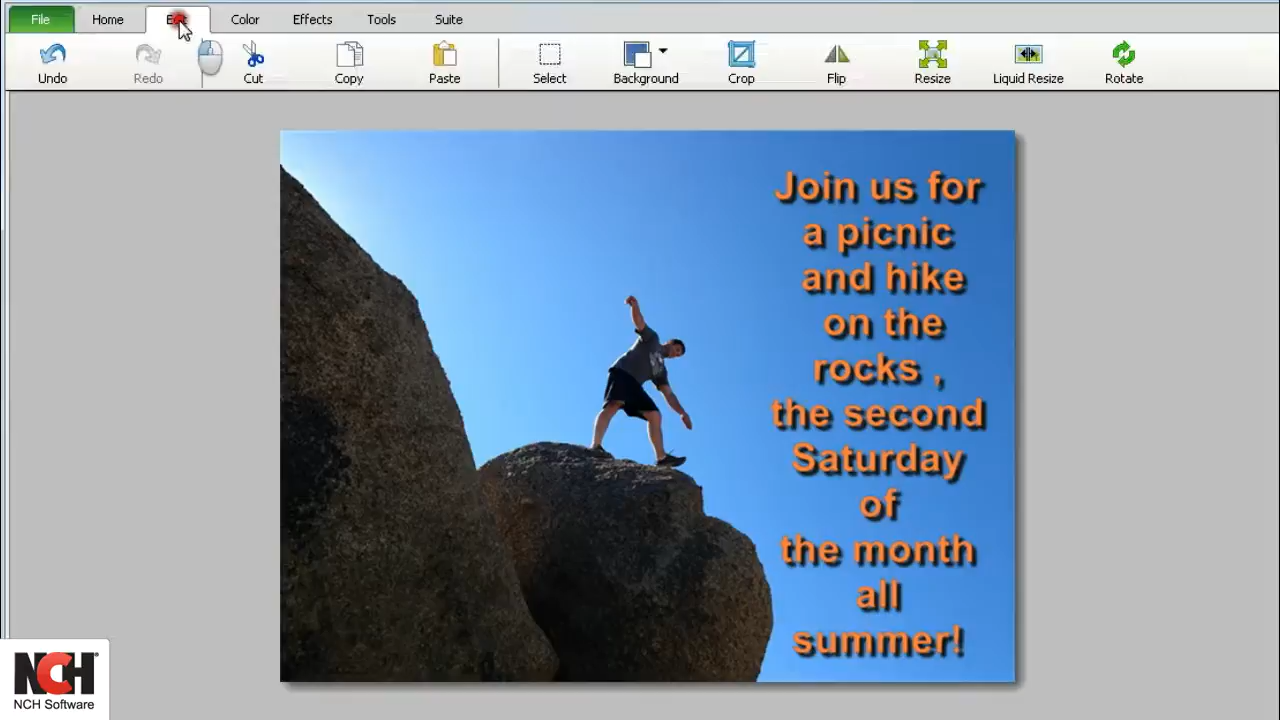 File Home Color Effects Tools Suite
Undo Redo Cut Copy Paste Select Background Crop Flip Resize Liquid Resize Rotate
Join us for
a picnic
and hike
on the
rocks ,
the second
Saturday
of
the month
all
summer!
NCH
NCH Software